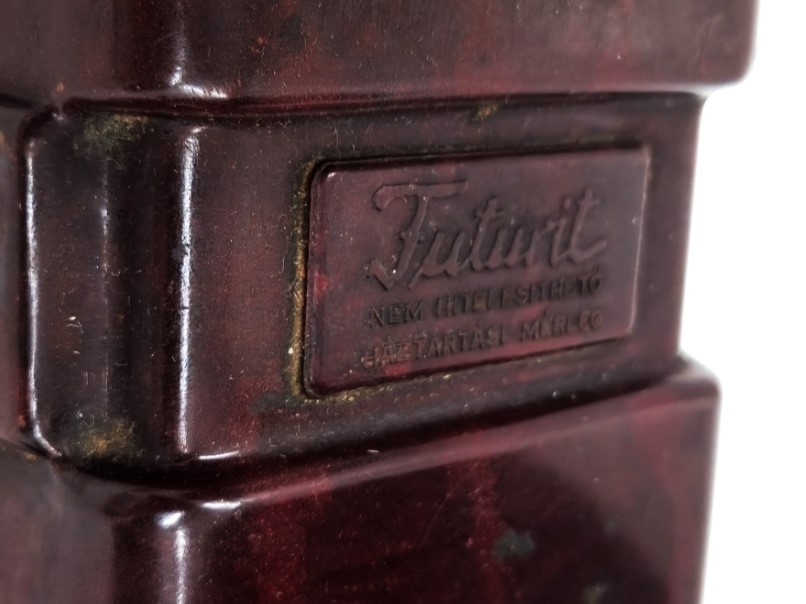 Futurit
NEM HITELESÍTHETŐ
HÁZTARTÁSI MÉRLEG